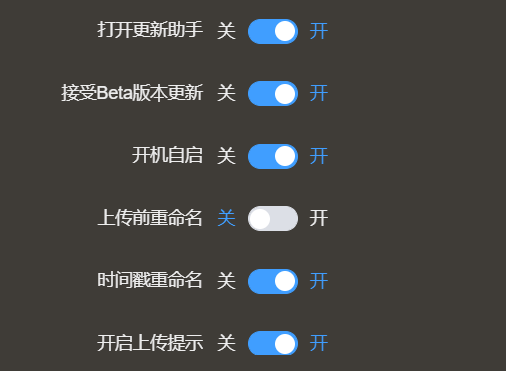 打开更新助手 关 开
接受Beta版本更新 关 开
开机自启 关 开
上传前重命名 关 开
时间戳重命名 关 开
开启上传提示 关 开